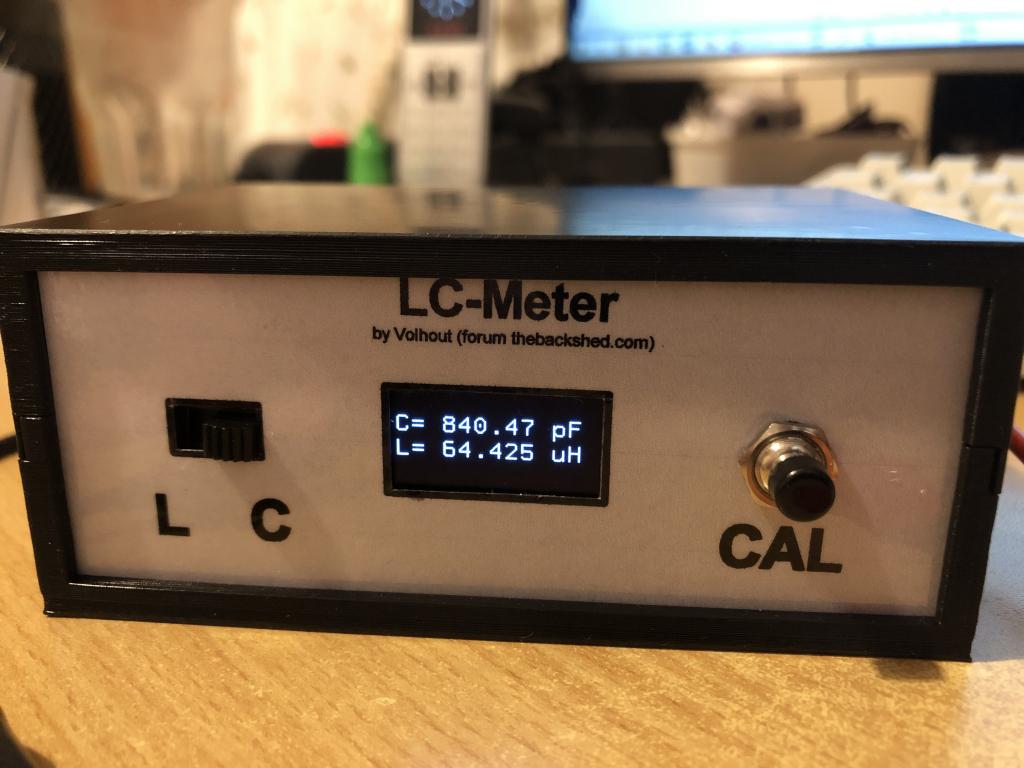 LC-Meter
by Volhout (forum thebackshed.com)
C= 840.47 pF
L= 64.425 uH
L C
CAL